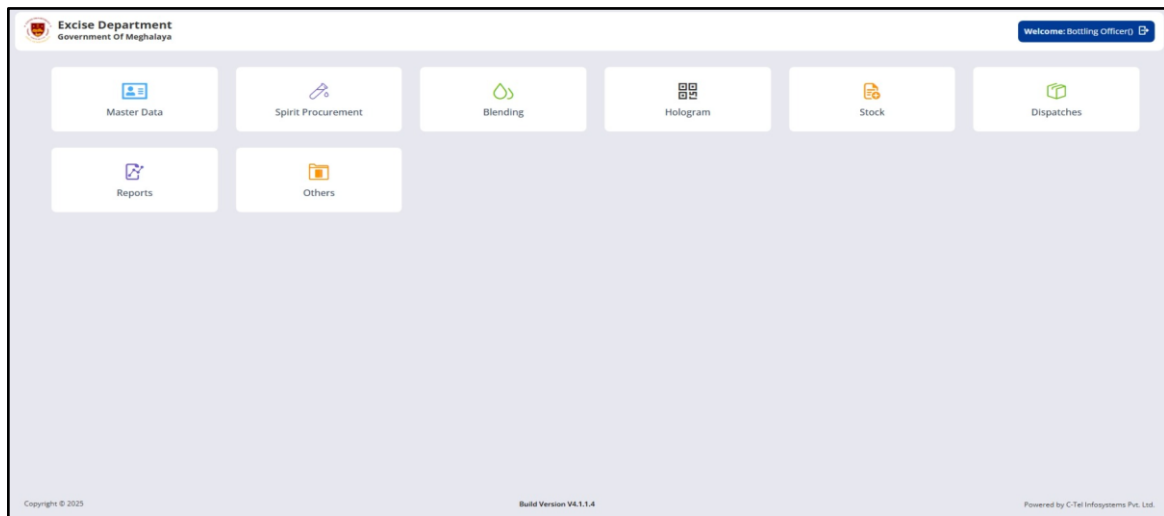 Excise Department
Government Of Meghalaya
Welcome: Bottling Officer()
Master Data
Spirit Procurement
Blending
Hologram
Stock
Dispatches
Reports
Others
Copyright © 2025
Build Version V4.1.1.4
Powered by C-Tel Infosystems Pvt. Ltd.